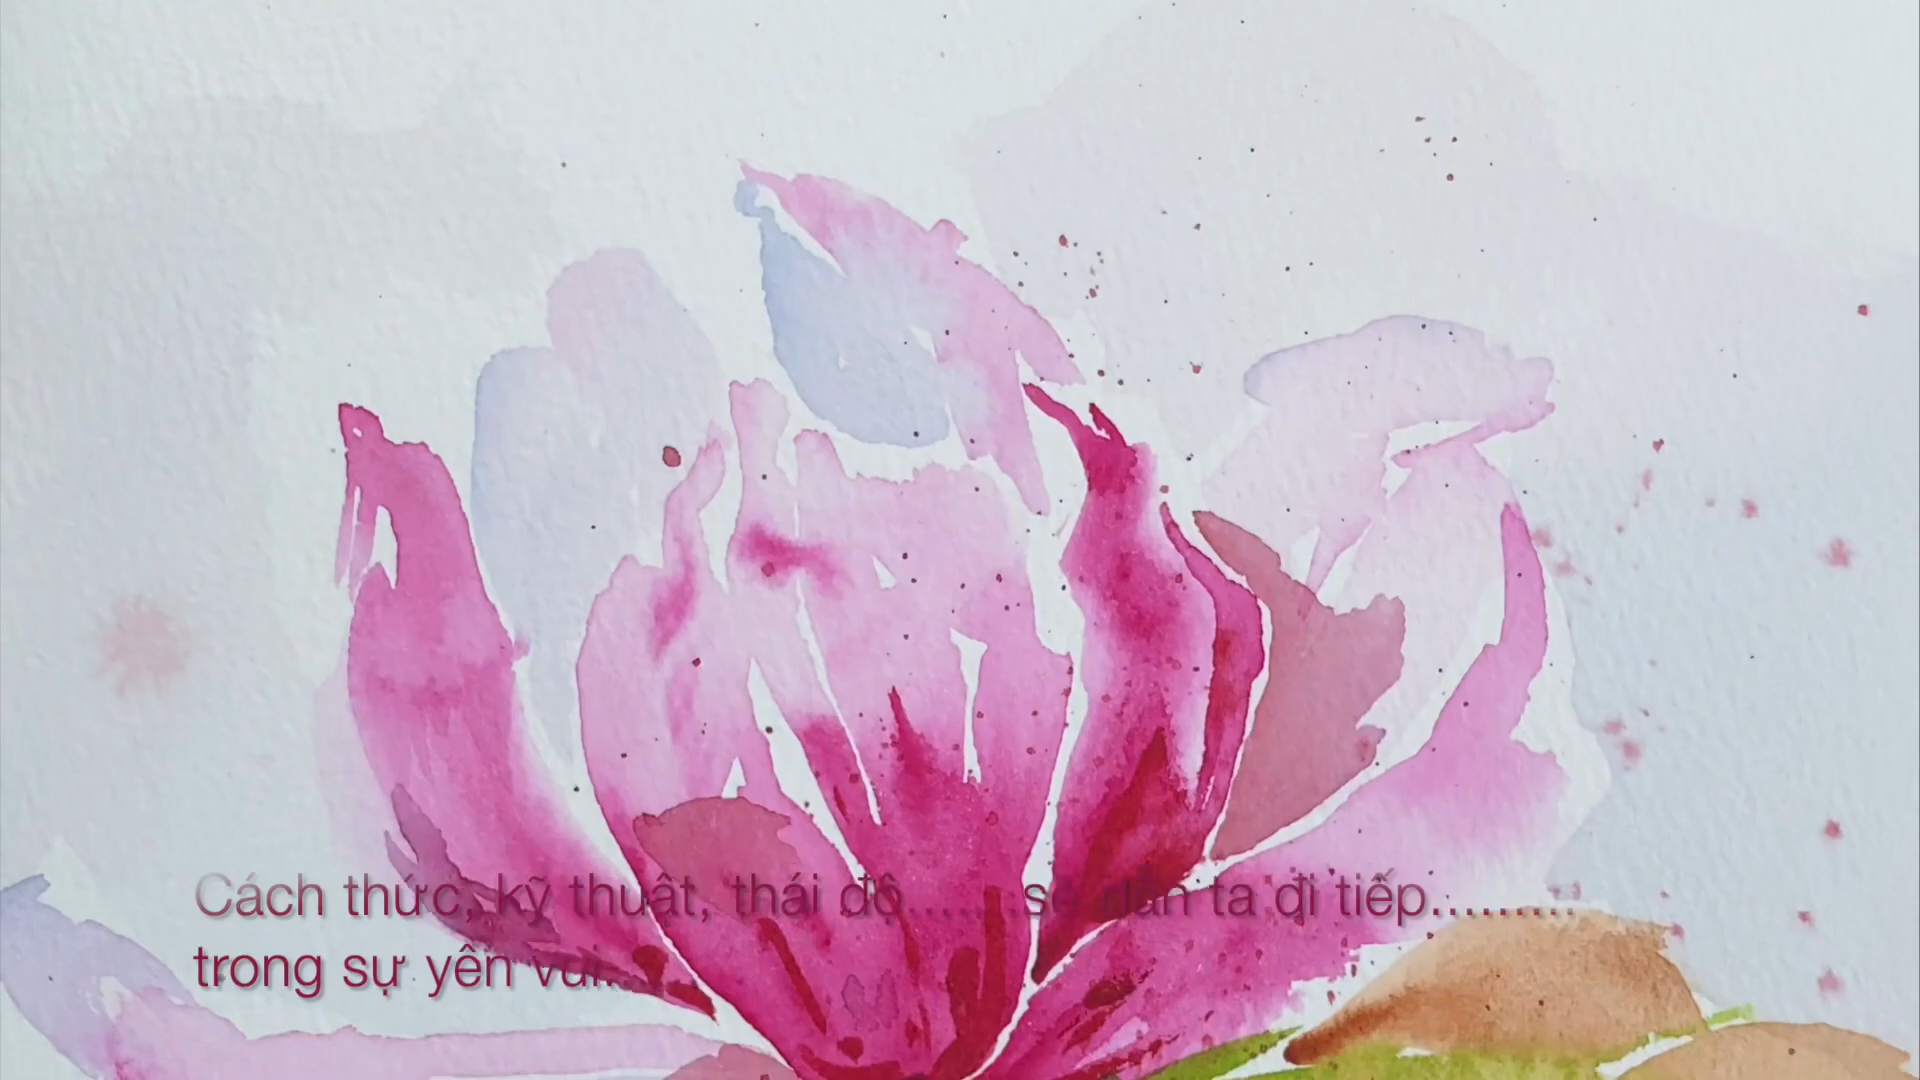 Cách thức, kỹ thuật, thái độ.......sẽ dẫn ta đi tiếp.........
trong sự yên vui...